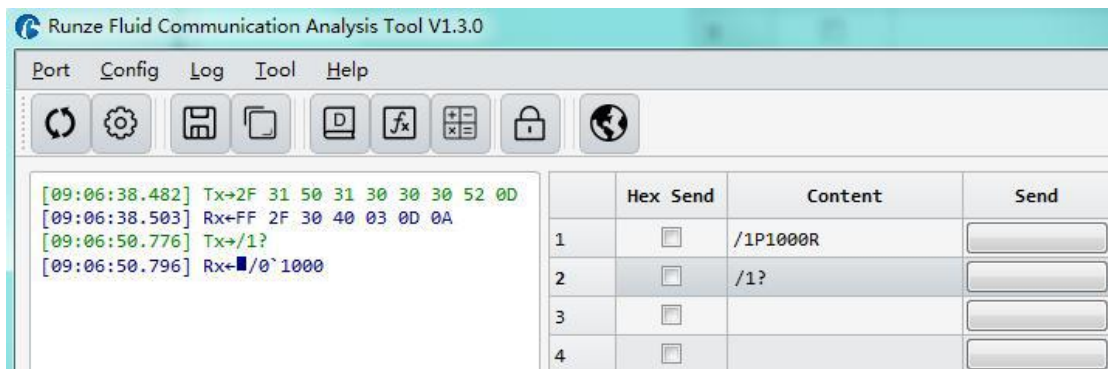 Runze Fluid Communication Analysis Tool V1.3.0
Port Config Log Tool Help
D fx
[09:06:38.482] Tx→2F 31 50 31 30 30 30 52 0D
[09:06:38.503] Rx←FF 2F 30 40 03 0D 0A
[09:06:50.776] Tx→/1?
[09:06:50.796] Rx←█/0`1000
Hex Send Content Send
1 /1P1000R
2 /1?
3
4